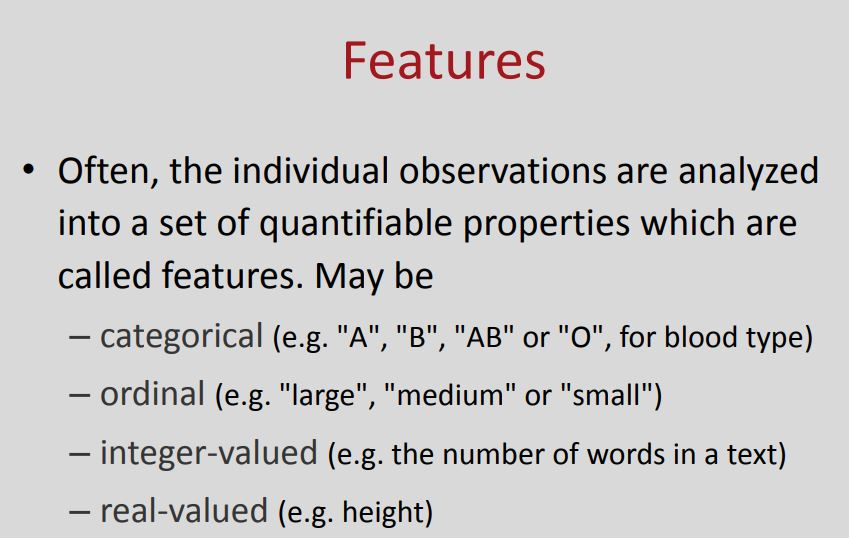 Features
• Often, the individual observations are analyzed
into a set of quantifiable properties which are
called features. May be
– categorical (e.g. "A", "B", "AB" or "O", for blood type)
– ordinal (e.g. "large", "medium" or "small")
– integer-valued (e.g. the number of words in a text)
– real-valued (e.g. height)